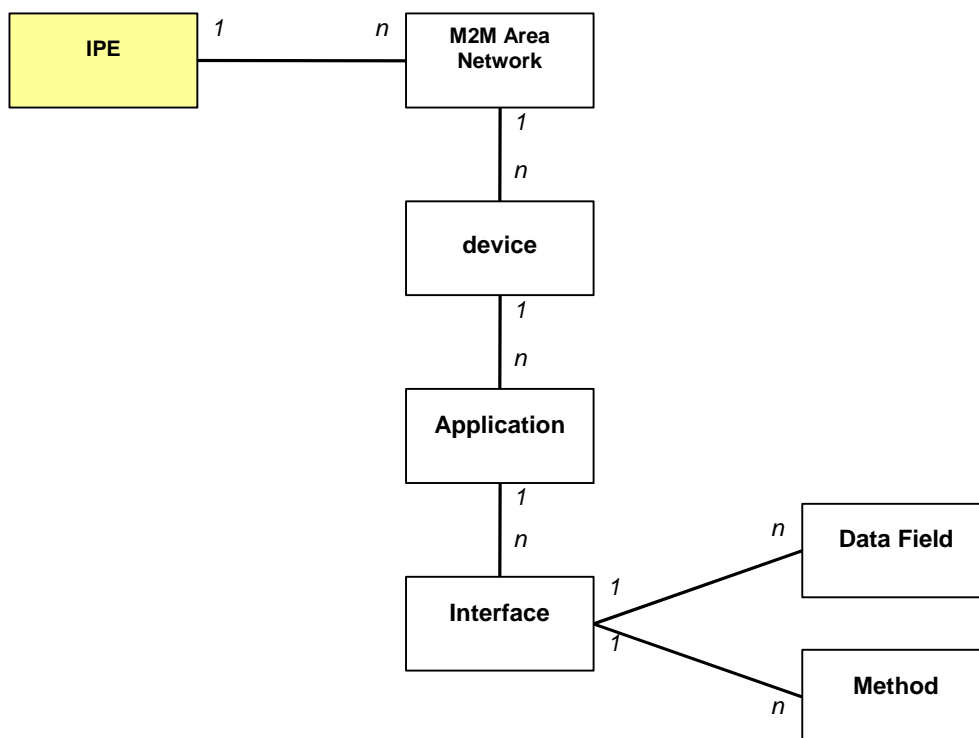 IPE
1
n
M2M Area
Network
1
n
device
1
n
Application
1
n
Interface
1
n
Data Field
1
n
Method